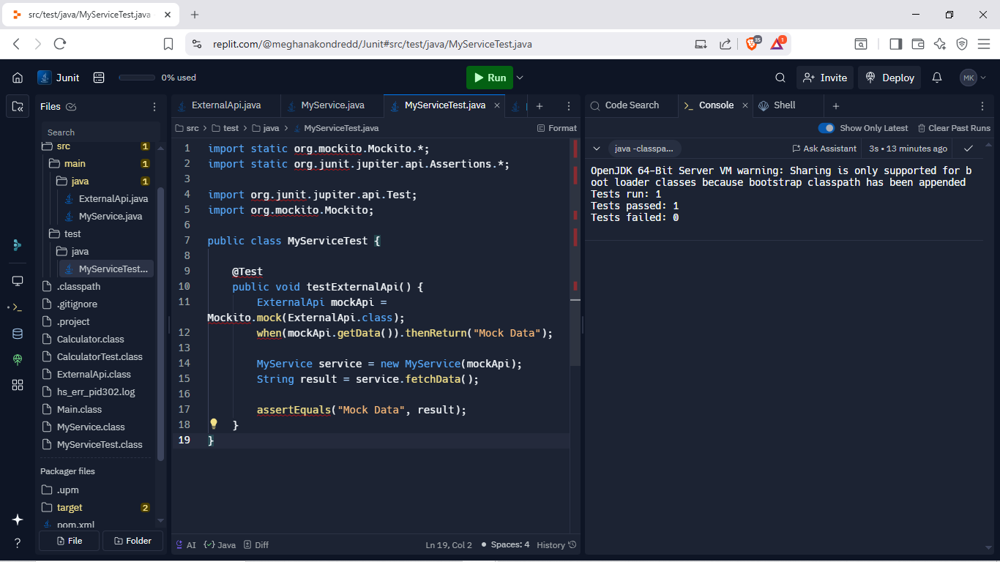 src/test/java/MyServiceTest.java
replit.com/@meghanakondredd/Junit#src/test/java/MyServiceTest.java
35
1
Junit
0% used
Run
Invite
Deploy
MK
Files
Search
src 1
main 1
java 1
ExternalApi.java
MyService.java
test
java
MyServiceTest...
.classpath
.gitignore
.project
Calculator.class
CalculatorTest.class
ExternalApi.class
hs_err_pid302.log
Main.class
MyService.class
MyServiceTest.class
Packager files
.upm
target 2
pom.xml
File Folder
ExternalApi.java MyService.java MyServiceTest.java
src > test > java > MyServiceTest.java Format
1 import static org.mockito.Mockito.*;
2 import static org.junit.jupiter.api.Assertions.*;
3
4 import org.junit.jupiter.api.Test;
5 import org.mockito.Mockito;
6
7 public class MyServiceTest {
8
9 @Test
10 public void testExternalApi() {
11 ExternalApi mockApi =
Mockito.mock(ExternalApi.class);
12 when(mockApi.getData()).thenReturn("Mock Data");
13
14 MyService service = new MyService(mockApi);
15 String result = service.fetchData();
16
17 assertEquals("Mock Data", result);
18 }
19 }
AI Java Diff Ln 19, Col 2 Spaces: 4 History
Code Search Console Shell
Show Only Latest Clear Past Runs
java -classpa... Ask Assistant 3s • 13 minutes ago
OpenJDK 64-Bit Server VM warning: Sharing is only supported for b
oot loader classes because bootstrap classpath has been appended
Tests run: 1
Tests passed: 1
Tests failed: 0